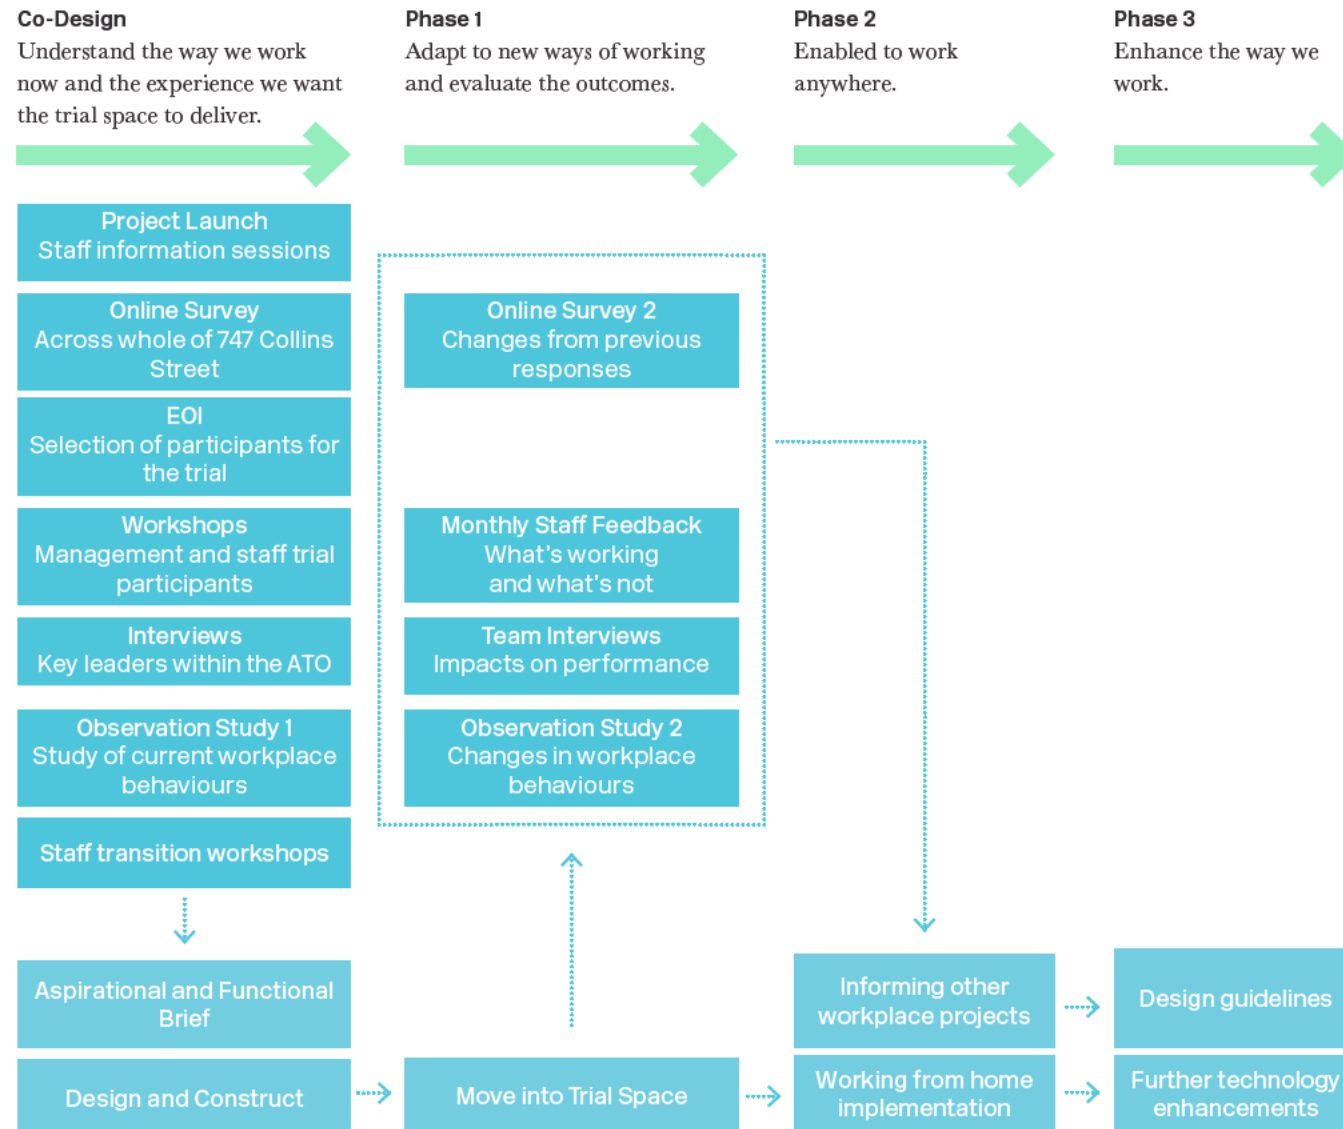 Co-Design
Understand the way we work
now and the experience we want
the trial space to deliver.
Phase 1
Adapt to new ways of working
and evaluate the outcomes.
Phase 2
Enabled to work
anywhere.
Phase 3
Enhance the way we
work.
Project Launch
Staff information sessions
Online Survey
Across whole of 747 Collins
Street
EOI
Selection of participants for
the trial
Workshops
Management and staff trial
participants
Interviews
Key leaders within the ATO
Observation Study 1
Study of current workplace
behaviours
Staff transition workshops
Aspirational and Functional
Brief
Design and Construct
Online Survey 2
Changes from previous
responses
Monthly Staff Feedback
What's working
and what's not
Team Interviews
Impacts on performance
Observation Study 2
Changes in workplace
behaviours
Move into Trial Space
Informing other
workplace projects
Working from home
implementation
Design guidelines
Further technology
enhancements